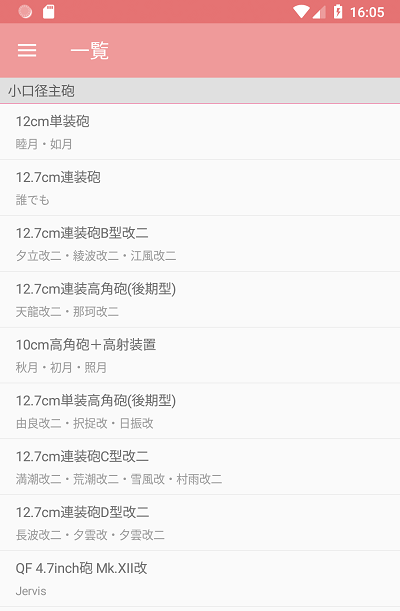 16:05
一覧
小口径主砲
12cm単装砲
睦月・如月
12.7cm連装砲
誰でも
12.7cm連装砲B型改二
夕立改二・綾波改二・江風改二
12.7cm連装高角砲(後期型)
天龍改二・那珂改二
10cm高角砲＋高射装置
秋月・初月・照月
12.7cm単装高角砲(後期型)
由良改二・択捉改・日振改
12.7cm連装砲C型改二
満潮改二・荒潮改二・雪風改・村雨改二
12.7cm連装砲D型改二
長波改二・夕雲改・夕雲改二
QF 4.7inch砲 Mk.XII改
Jervis